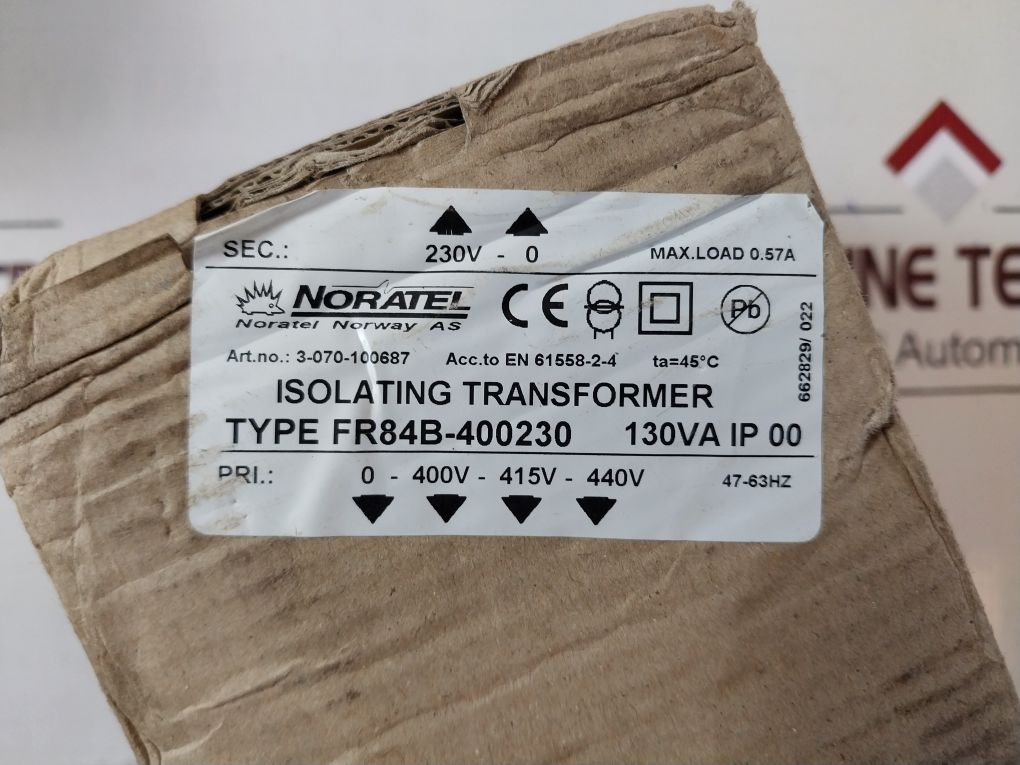 SEC.: 230V - 0 MAX.LOAD 0.57A
NORATEL
Noratel Norway AS
CE
Pb
Art.no.: 3-070-100687 Acc.to EN 61558-2-4 ta=45°C
ISOLATING TRANSFORMER
TYPE FR84B-400230 130VA IP 00
PRI.: 0 - 400V - 415V - 440V 47-63HZ
662829/ 022
INE TE
Autom